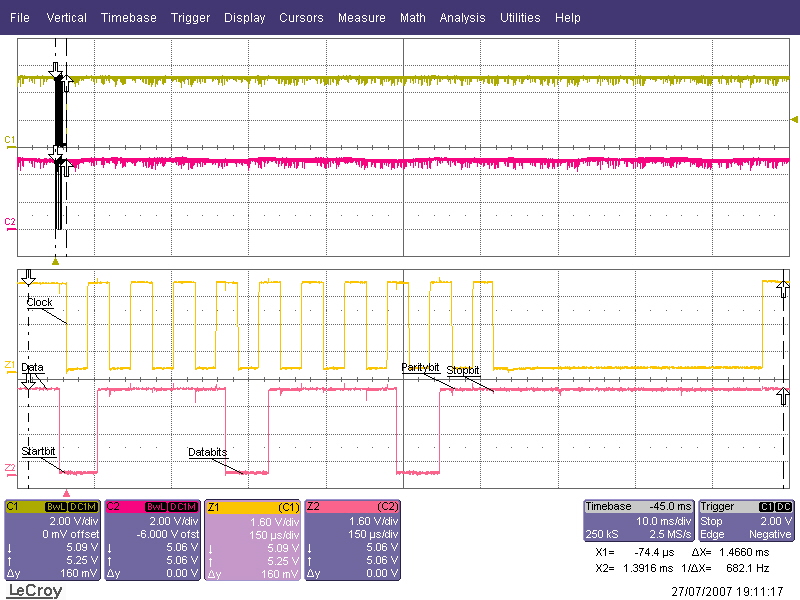 File Vertical Timebase Trigger Display Cursors Measure Math Analysis Utilities Help
C1
C2
Clock
Z1
Data
Paritybit
Stopbit
Startbit
Databits
Z2
C1 BwL DC1M
2.00 V/div
0 mV offset
↓ 5.09 V
↑ 5.25 V
Δy 160 mV
C2 BwL DC1M
2.00 V/div
-6.000 V ofst
↓ 5.06 V
↑ 5.06 V
Δy 0.00 V
Z1 (C1)
1.60 V/div
150 µs/div
↓ 5.09 V
↑ 5.25 V
Δy 160 mV
Z2 (C2)
1.60 V/div
150 µs/div
↓ 5.06 V
↑ 5.06 V
Δy 0.00 V
Timebase -45.0 ms
10.0 ms/div
250 kS 2.5 MS/s
Trigger C1 DC
Stop 2.00 V
Edge Negative
X1= -74.4 µs ΔX= 1.4660 ms
X2= 1.3916 ms 1/ΔX= 682.1 Hz
LeCroy
27/07/2007 19:11:17